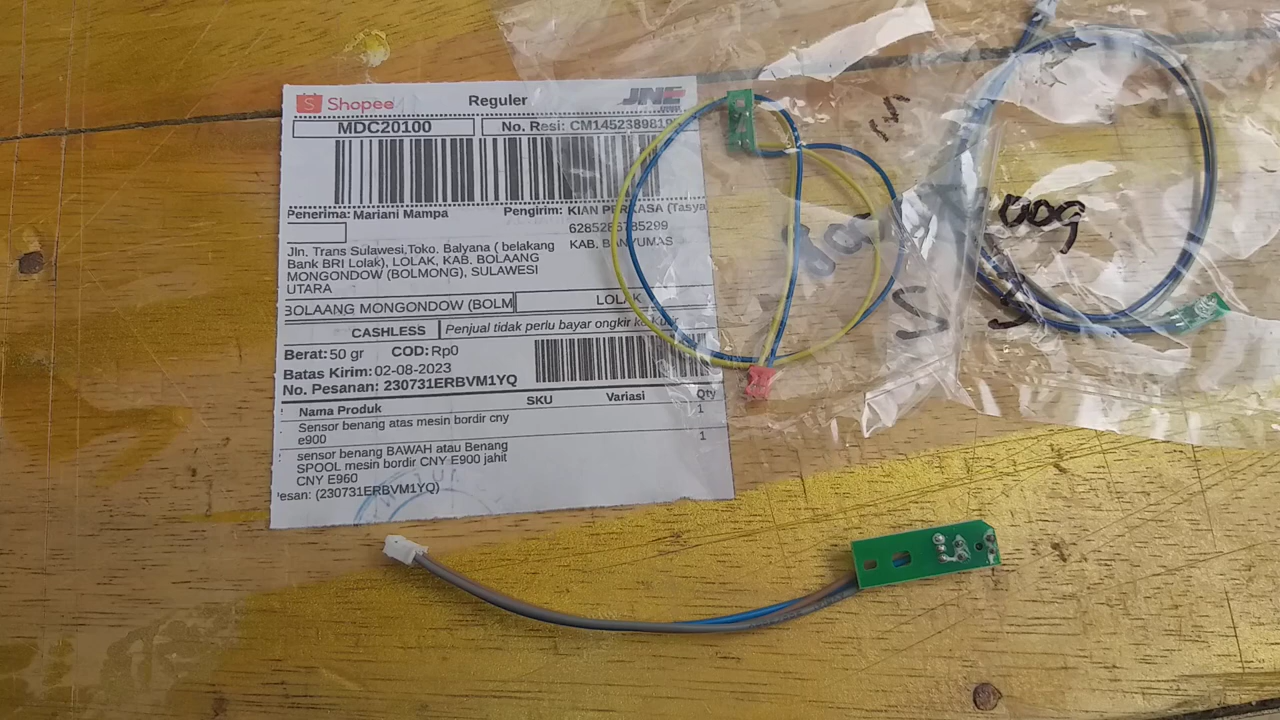 Shopee
Reguler
JNE
MDC20100
No. Resi: CM14523898189
Penerima: Mariani Mampa
Pengirim: KIAN PERKASA (Tasya
KAB. BANYUMAS
Jln. Trans Sulawesi,Toko. Balyana ( belakang
Bank BRI Lolak), LOLAK, KAB. BOLAANG
MONGONDOW (BOLMONG), SULAWESI
UTARA
BOLAANG MONGONDOW (BOLM
LOLAK
CASHLESS
Penjual tidak perlu bayar ongkir ke kurir
Berat: 50 gr
COD: Rp0
Batas Kirim: 02-08-2023
No. Pesanan: 230731ERBVM1YQ
Nama Produk
SKU
Variasi
Qty
Sensor benang atas mesin bordir cny
e900
1
sensor benang BAWAH atau Benang
SPOOL mesin bordir CNY E900 jahit
CNY E960
1
esan: (230731ERBVM1YQ)